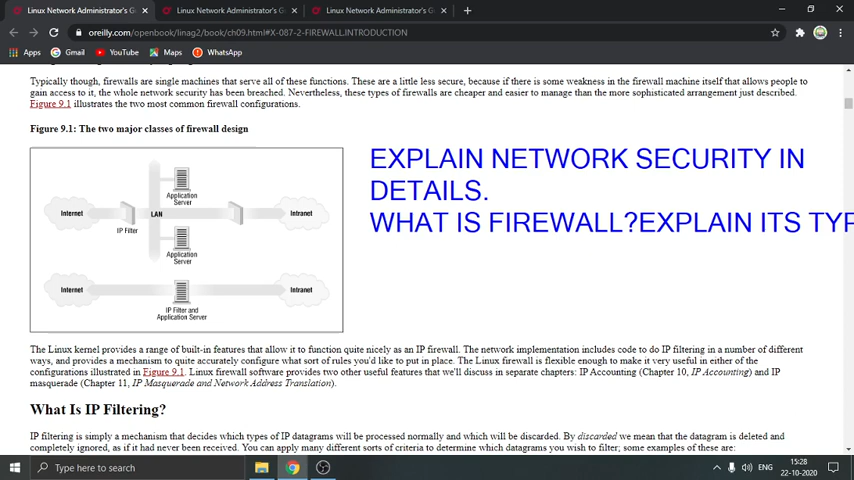 Linux Network Administrator's G
Linux Network Administrator's G
Linux Network Administrator's G
oreilly.com/openbook/linag2/book/ch09.html#X-087-2-FIREWALL.INTRODUCTION
Apps Gmail YouTube Maps WhatsApp
Typically though, firewalls are single machines that serve all of these functions. These are a little less secure, because if there is some weakness in the firewall machine itself that allows people to
gain access to it, the whole network security has been breached. Nevertheless, these types of firewalls are cheaper and easier to manage than the more sophisticated arrangement just described.
Figure 9.1 illustrates the two most common firewall configurations.
Figure 9.1: The two major classes of firewall design
Application
Server
Internet
LAN
Intranet
IP Filter
Application
Server
Internet
Intranet
IP Filter and
Application Server
EXPLAIN NETWORK SECURITY IN
DETAILS.
WHAT IS FIREWALL?EXPLAIN ITS TYP
The Linux kernel provides a range of built-in features that allow it to function quite nicely as an IP firewall. The network implementation includes code to do IP filtering in a number of different
ways, and provides a mechanism to quite accurately configure what sort of rules you'd like to put in place. The Linux firewall is flexible enough to make it very useful in either of the
configurations illustrated in Figure 9.1. Linux firewall software provides two other useful features that we'll discuss in separate chapters: IP Accounting (Chapter 10, IP Accounting) and IP
masquerade (Chapter 11, IP Masquerade and Network Address Translation).
What Is IP Filtering?
IP filtering is simply a mechanism that decides which types of IP datagrams will be processed normally and which will be discarded. By discarded we mean that the datagram is deleted and
completely ignored, as if it had never been received. You can apply many different sorts of criteria to determine which datagrams you wish to filter; some examples of these are:
Type here to search
ENG
15:28
22-10-2020